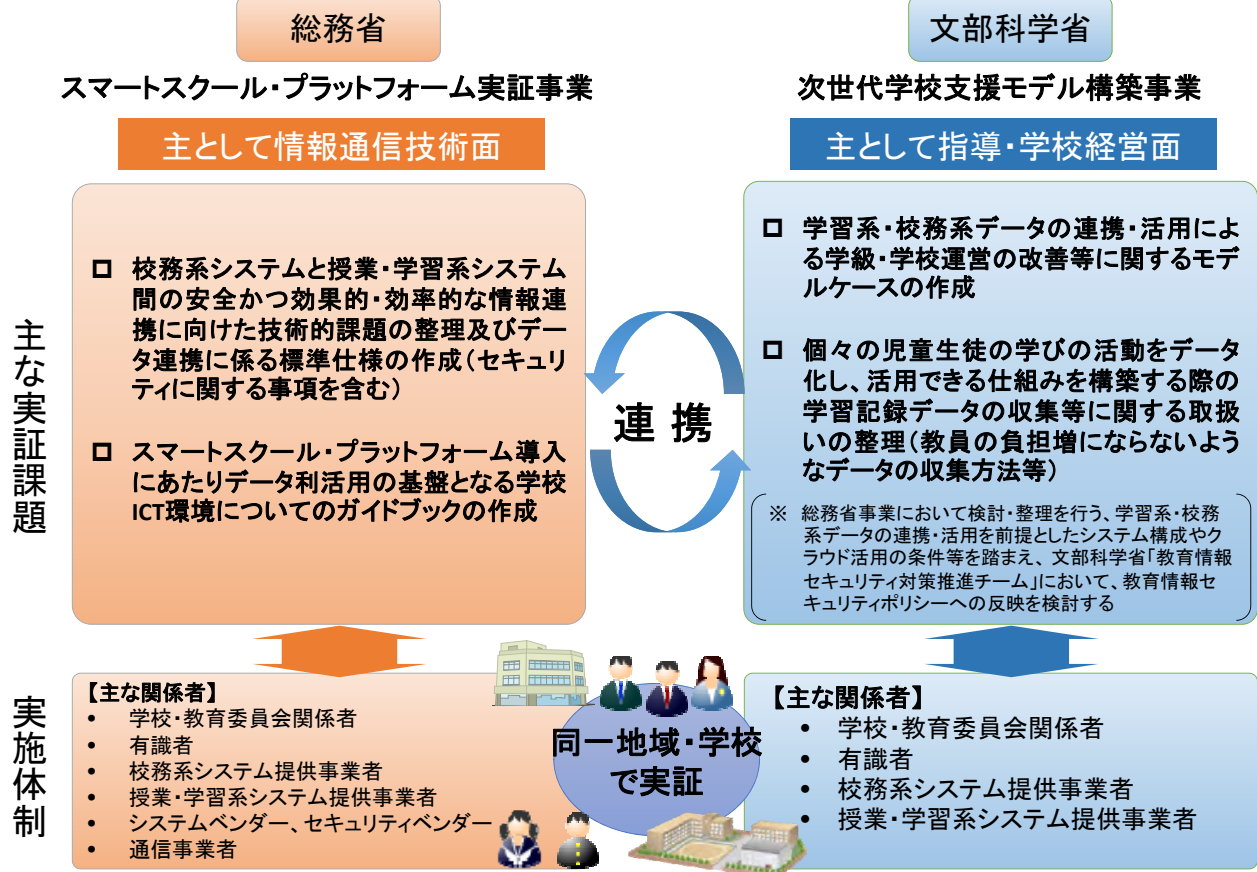 総務省
スマートスクール・プラットフォーム実証事業
主として情報通信技術面
文部科学省
次世代学校支援モデル構築事業
主として指導・学校経営面
主な実証課題
□ 校務系システムと授業・学習系システム
間の安全かつ効果的・効率的な情報連
携に向けた技術的課題の整理及びデー
タ連携に係る標準仕様の作成（セキュリ
ティに関する事項を含む）
□ スマートスクール・プラットフォーム導入
にあたりデータ利活用の基盤となる学校
ICT環境についてのガイドブックの作成
連 携
□ 学習系・校務系データの連携・活用によ
る学級・学校運営の改善等に関するモデ
ルケースの作成
□ 個々の児童生徒の学びの活動をデータ
化し、活用できる仕組みを構築する際の
学習記録データの収集等に関する取扱
いの整理（教員の負担増にならないよう
なデータの収集方法等）
※ 総務省事業において検討・整理を行う、学習系・校務
系データの連携・活用を前提としたシステム構成やク
ラウド活用の条件等を踏まえ、文部科学省「教育情報
セキュリティ対策推進チーム」において、教育情報セ
キュリティポリシーへの反映を検討する
実施体制
【主な関係者】
• 学校・教育委員会関係者
• 有識者
• 校務系システム提供事業者
• 授業・学習系システム提供事業者
• システムベンダー、セキュリティベンダー
• 通信事業者
同一地域・学校
で実証
【主な関係者】
• 学校・教育委員会関係者
• 有識者
• 校務系システム提供事業者
• 授業・学習系システム提供事業者